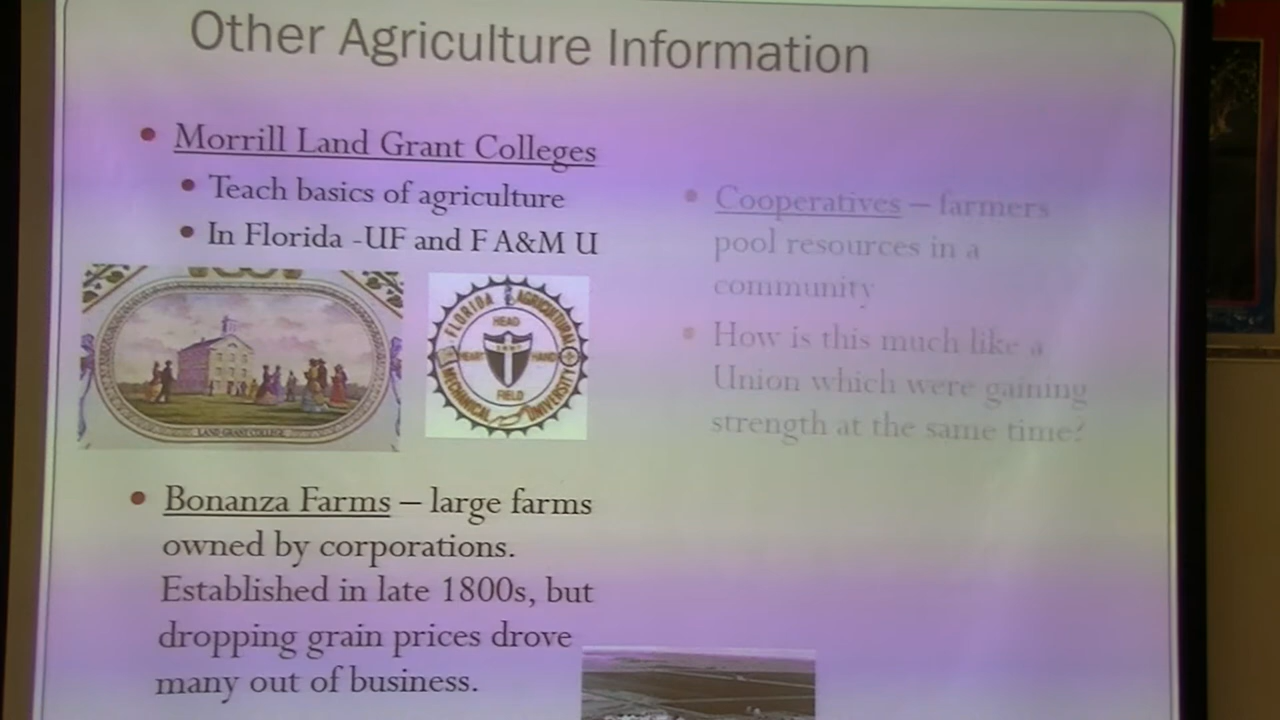 Other Agriculture Information
• Morrill Land Grant Colleges
• Teach basics of agriculture
• In Florida -UF and F A&M U
LAND GRANT COLLEGE
FLORIDA AGRICULTURAL
MECHANICAL UNIVERSITY
HEAD
HEART
HAND
FIELD
• Bonanza Farms – large farms
owned by corporations.
Established in late 1800s, but
dropping grain prices drove
many out of business.
• Cooperatives – farmers
pool resources in a
community
• How is this much like a
Union which were gaining
strength at the same time?